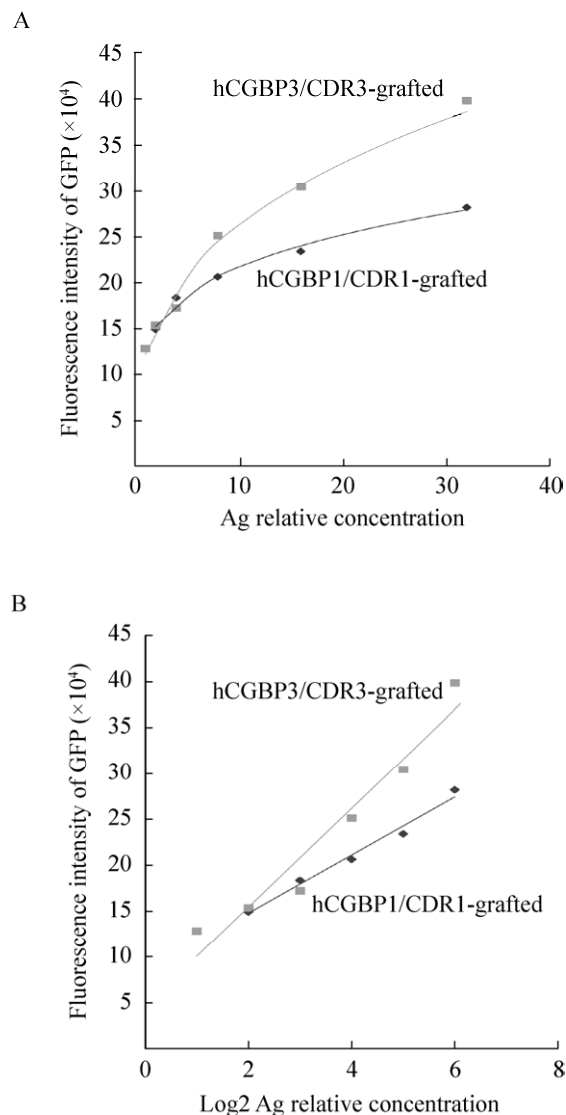 A
Fluorescence intensity of GFP (×10⁴)
45
40
35
30
25
20
15
10
5
hCGBP3/CDR3-grafted
hCGBP1/CDR1-grafted
0
10
20
30
40
Ag relative concentration
B
Fluorescence intensity of GFP (×10⁴)
45
40
35
30
25
20
15
10
5
hCGBP3/CDR3-grafted
hCGBP1/CDR1-grafted
0
2
4
6
8
Log2 Ag relative concentration